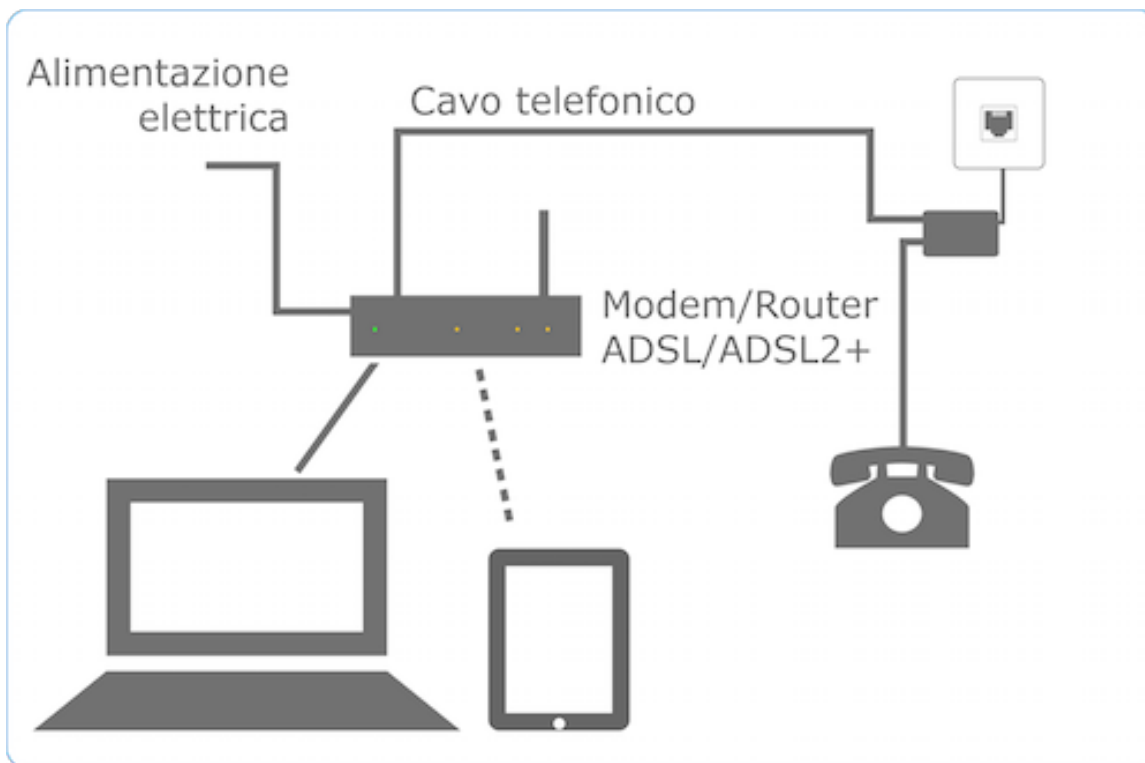 Alimentazione
elettrica
Cavo telefonico
Modem/Router
ADSL/ADSL2+